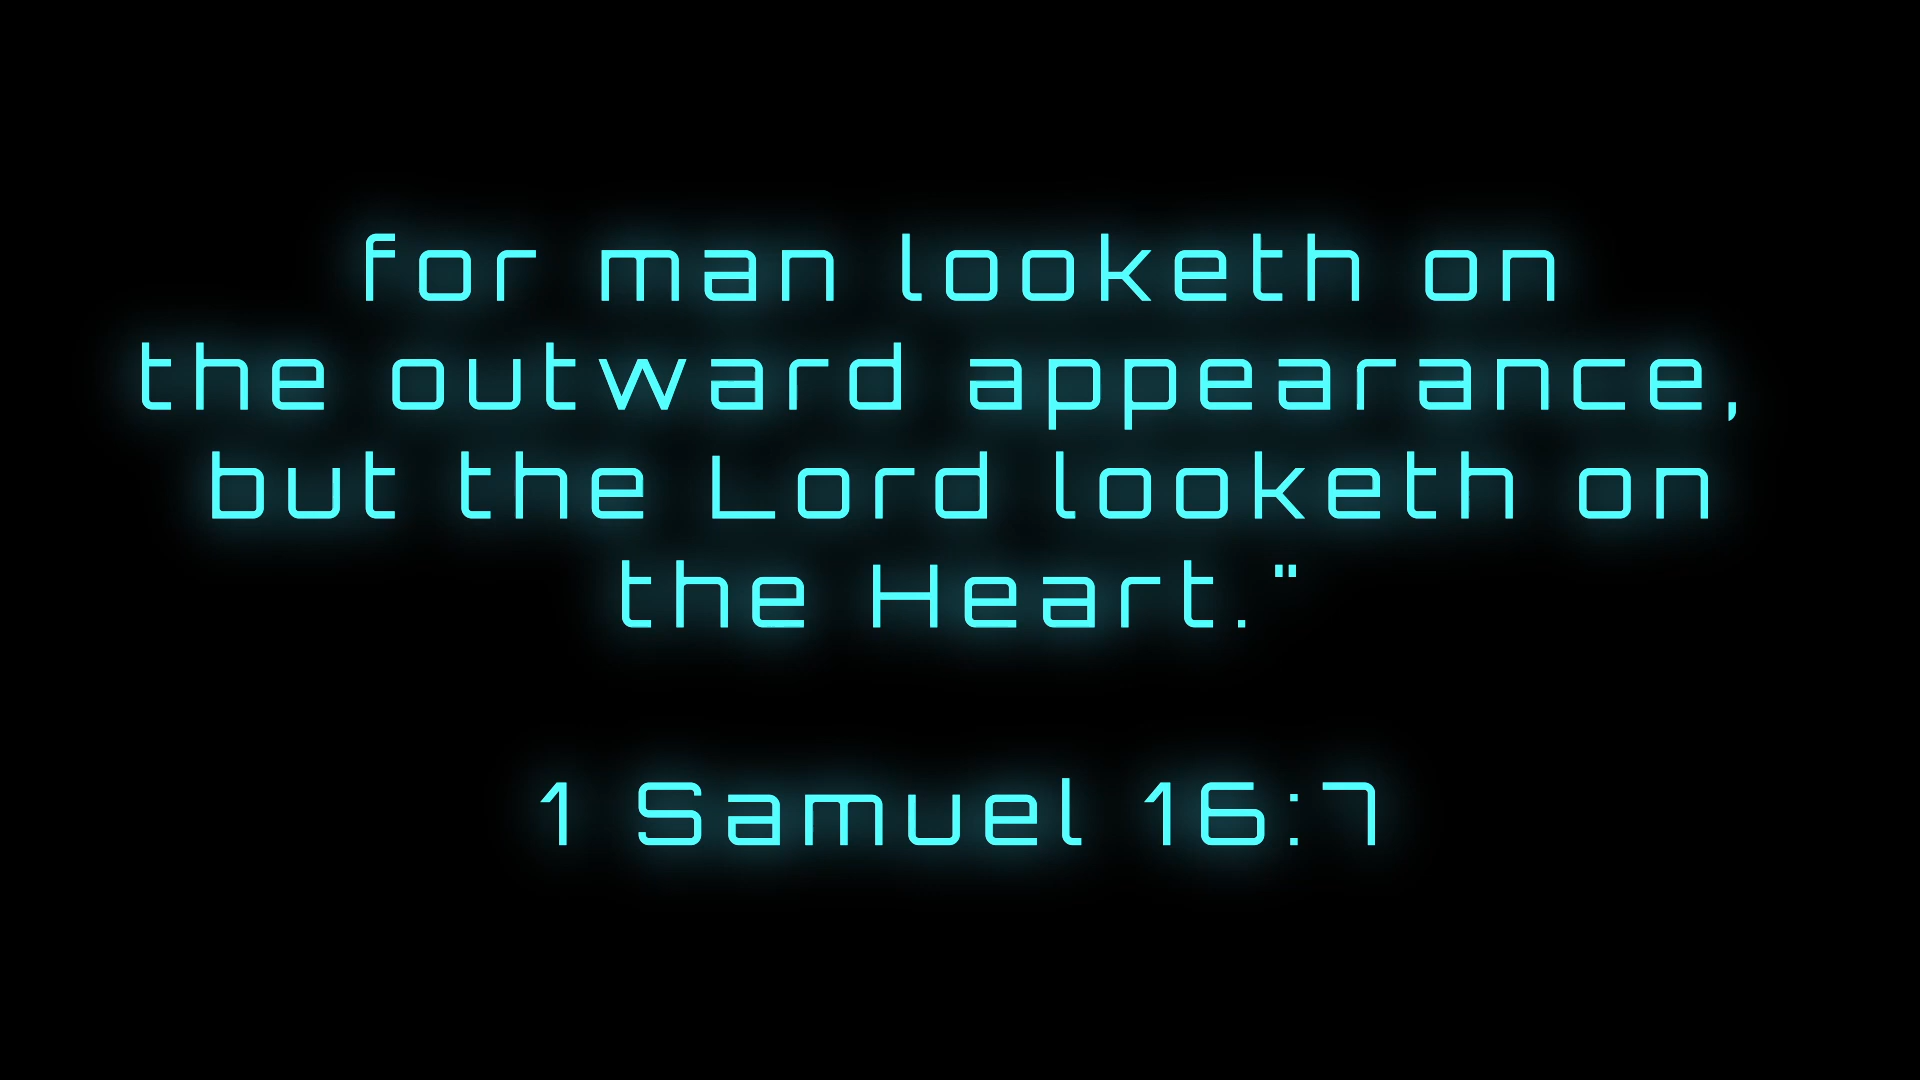 for man looketh on
the outward appearance,
but the Lord looketh on
the Heart."
1 Samuel 16:7